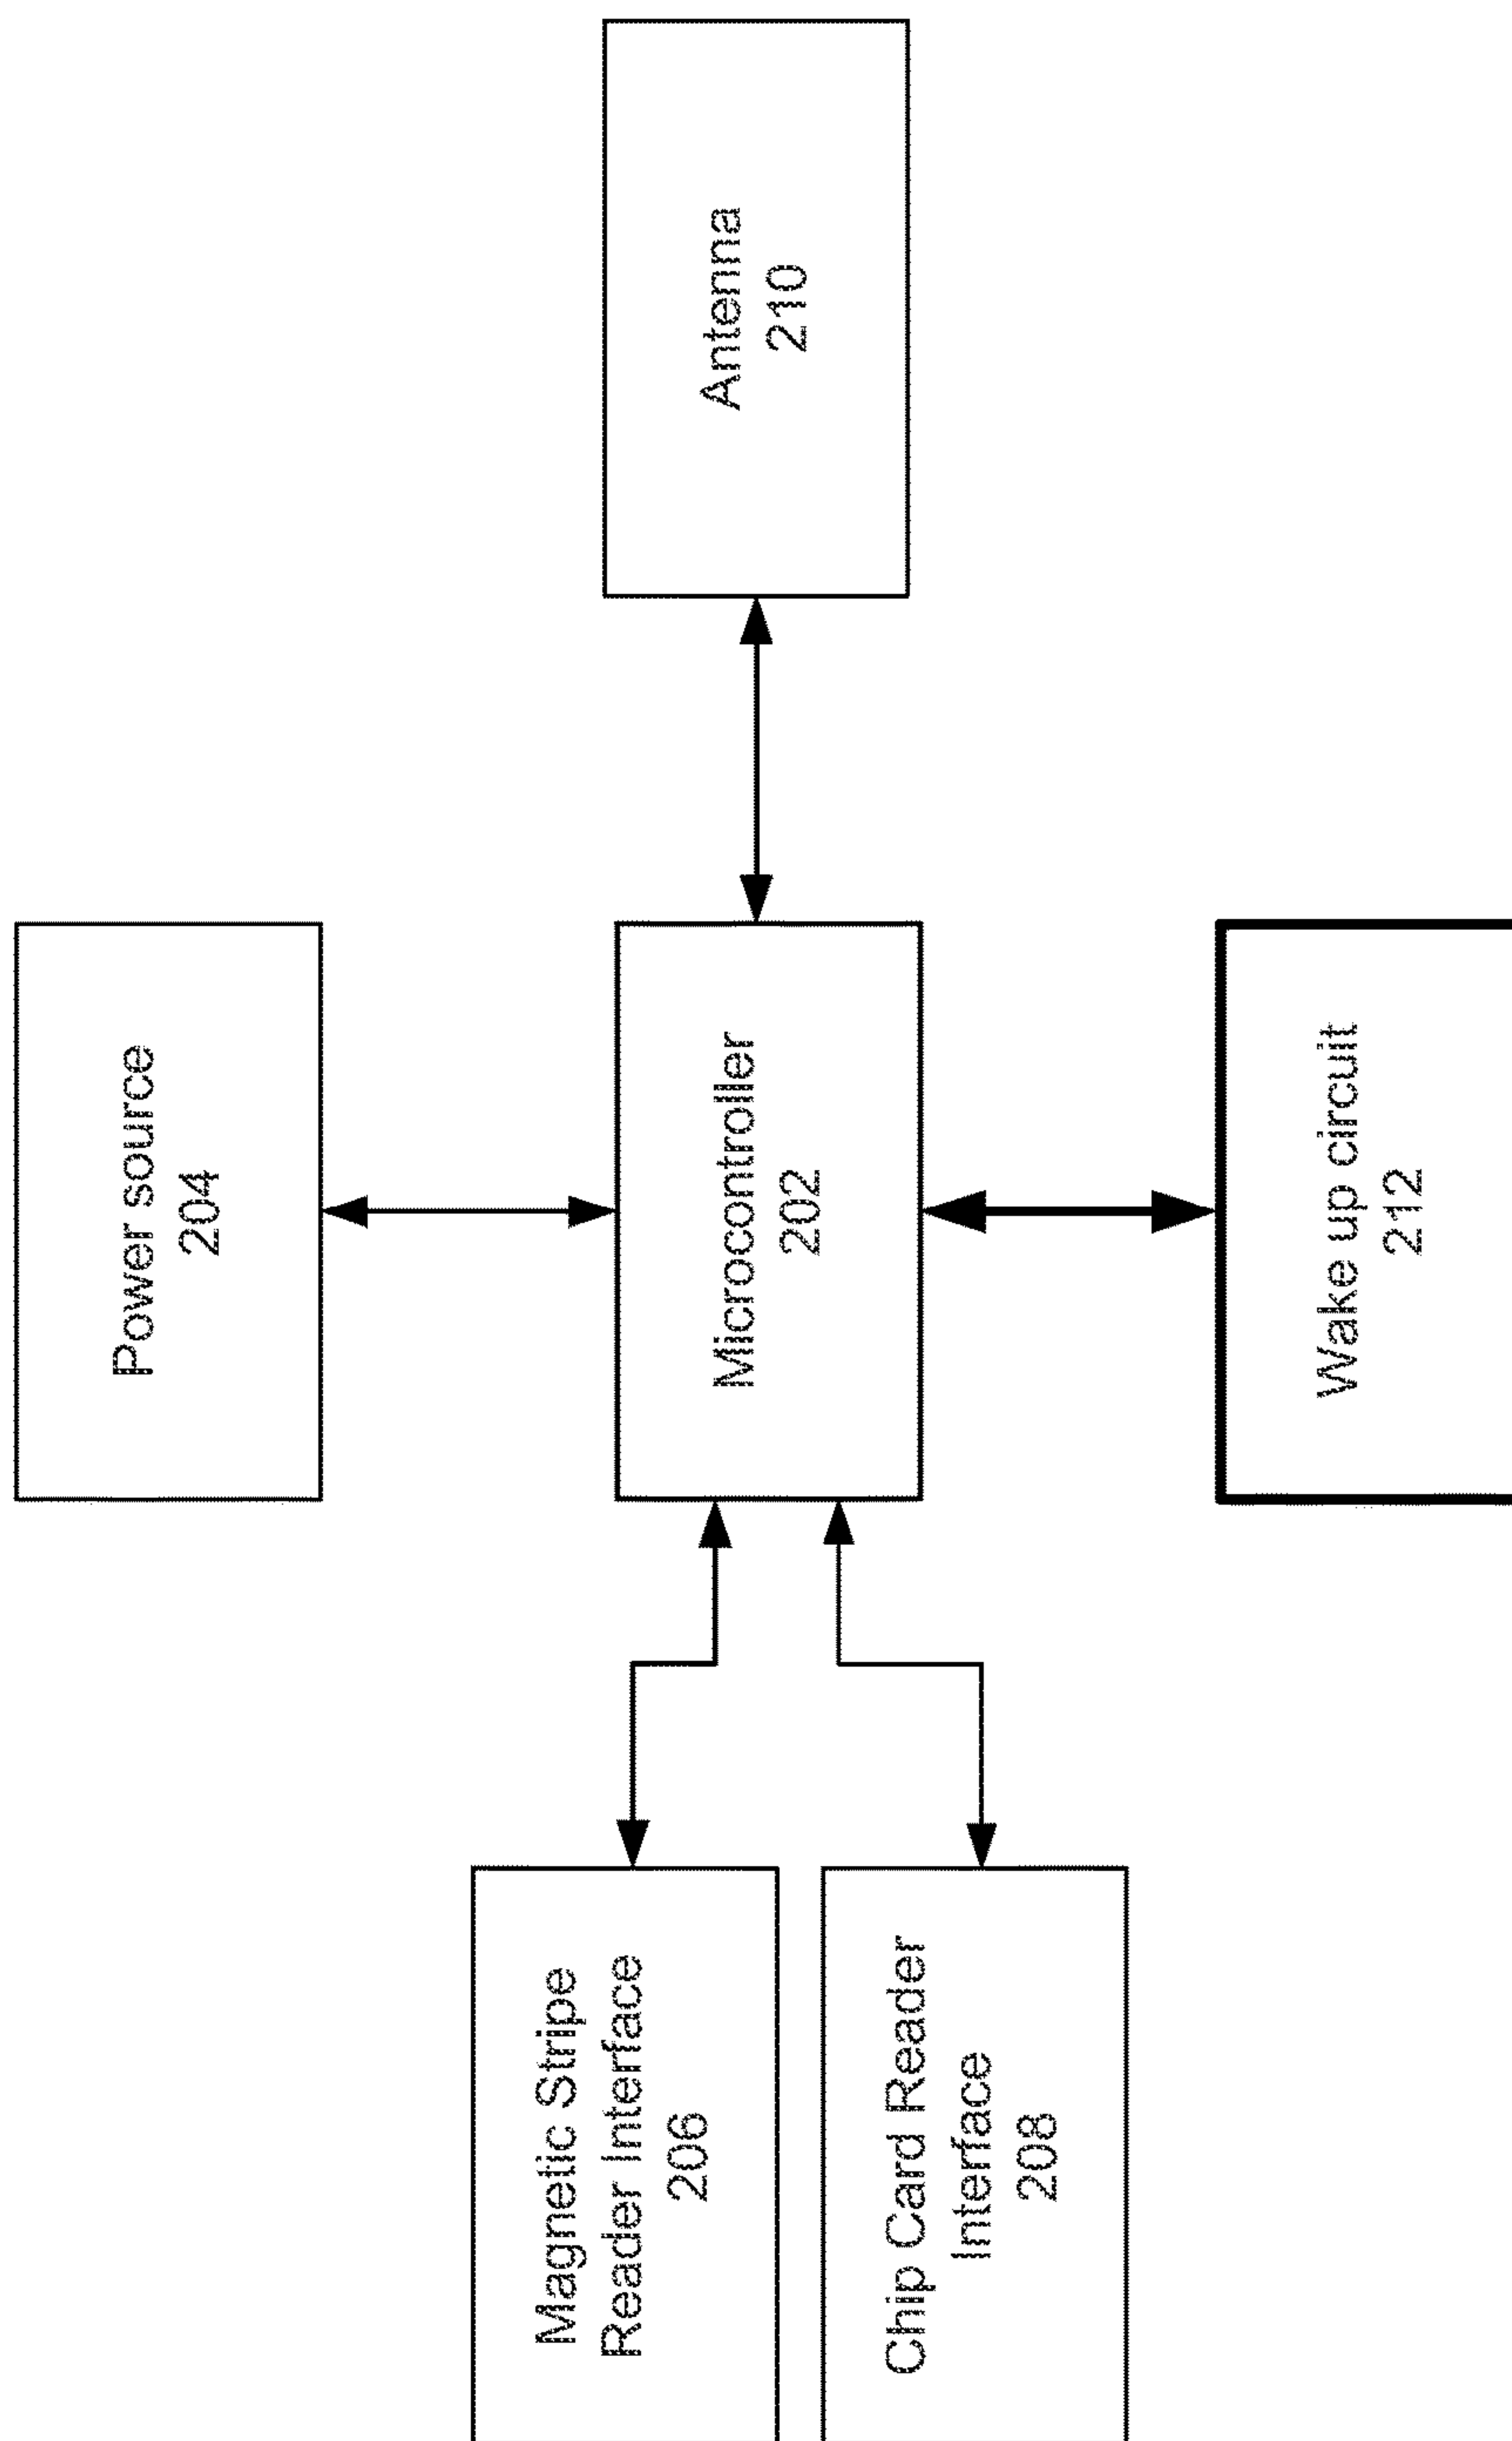 Power source
204
Magnetic Stripe
Reader Interface
206
Chip Card Reader
Interface
208
Microcontroller
202
Antenna
210
Wake up circuit
212